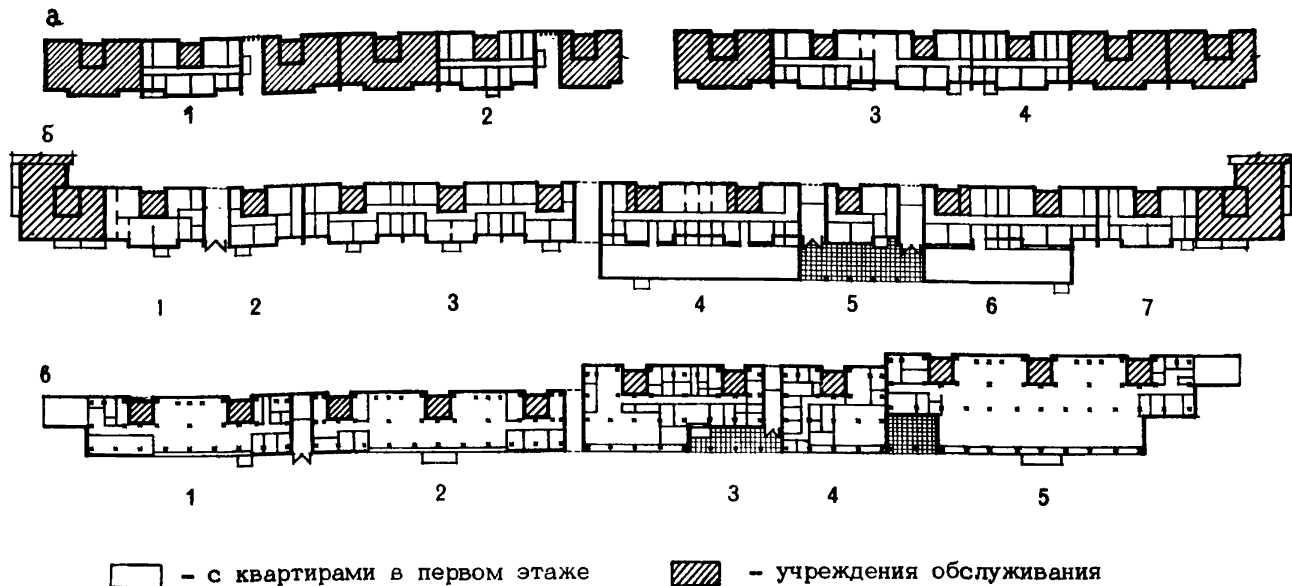 а
1 2 3 4
б
1 2 3 4 5 6 7
в
1 2 3 4 5
- с квартирами в первом этаже - учреждения обслуживания